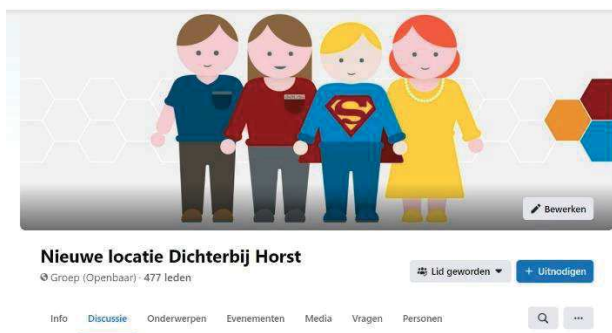 Bewerken
Nieuwe locatie Dichterbij Horst
Groep (Openbaar) · 477 leden
Lid geworden
+ Uitnodigen
Info Discussie Onderwerpen Evenementen Media Vragen Personen